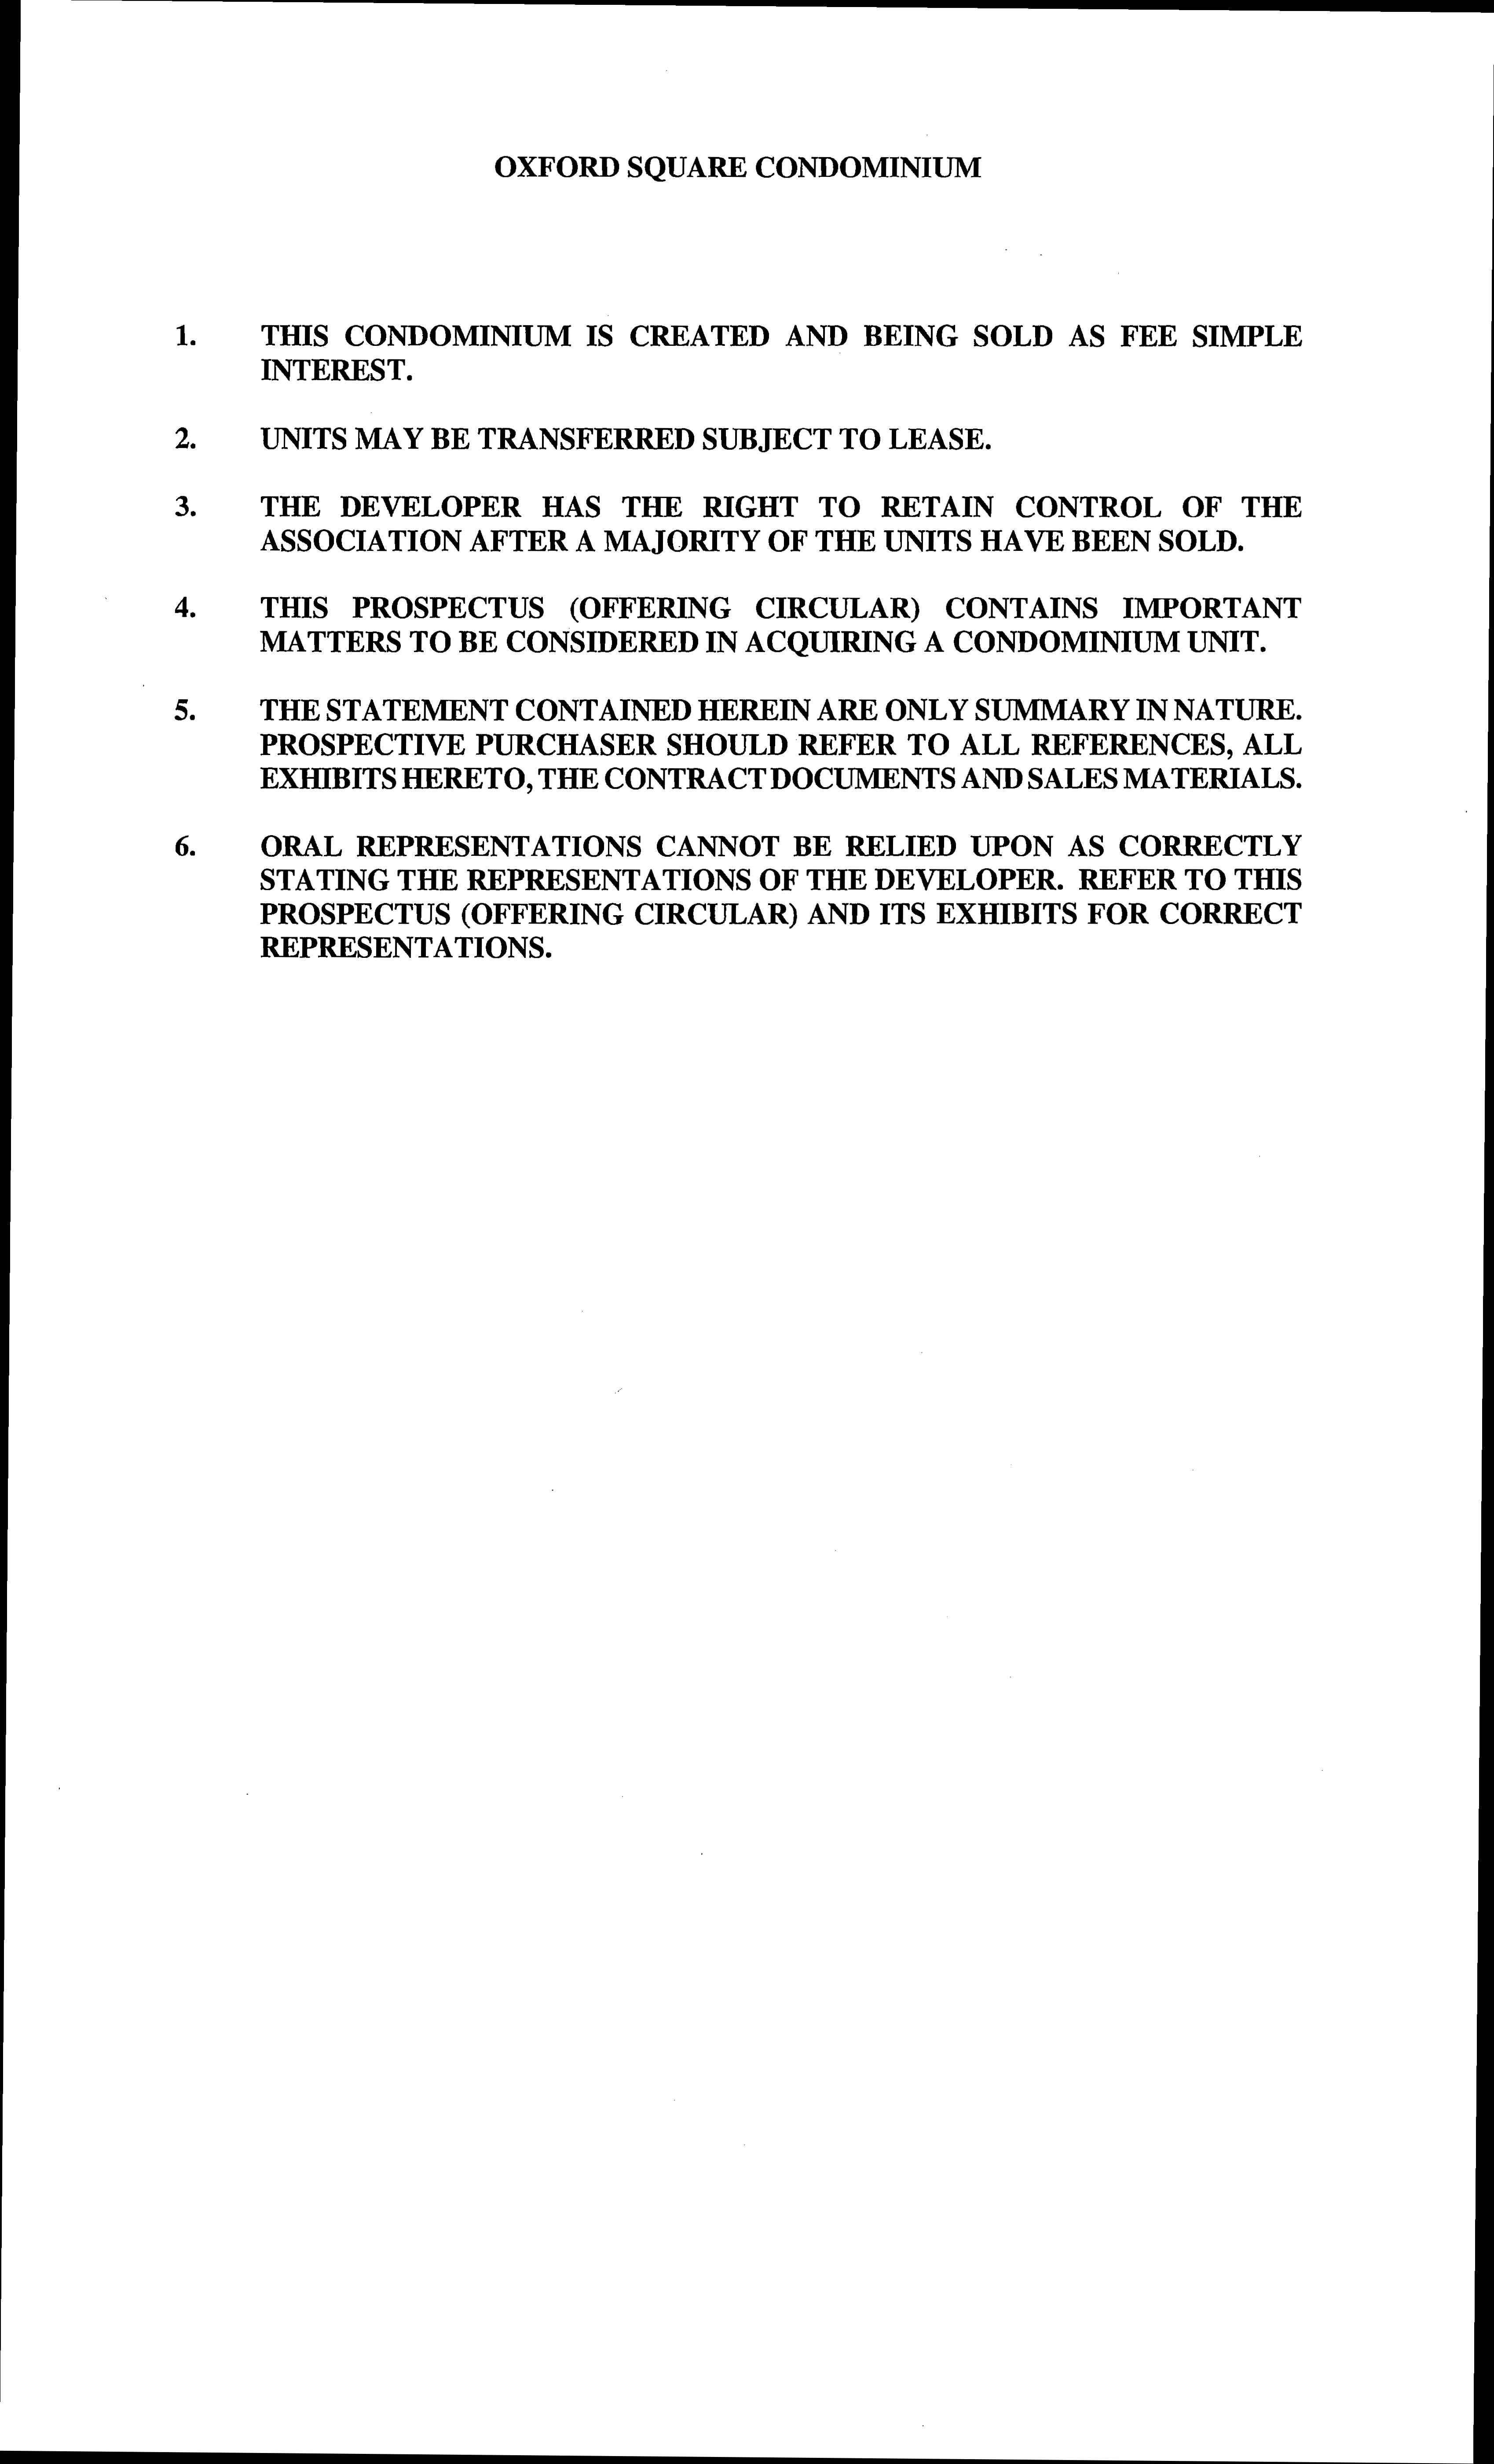 OXFORD SQUARE CONDOMINIUM
1. THIS CONDOMINIUM IS CREATED AND BEING SOLD AS FEE SIMPLE
INTEREST.
2. UNITS MAY BE TRANSFERRED SUBJECT TO LEASE.
3. THE DEVELOPER HAS THE RIGHT TO RETAIN CONTROL OF THE
ASSOCIATION AFTER A MAJORITY OF THE UNITS HAVE BEEN SOLD.
4. THIS PROSPECTUS (OFFERING CIRCULAR) CONTAINS IMPORTANT
MATTERS TO BE CONSIDERED IN ACQUIRING A CONDOMINIUM UNIT.
5. THE STATEMENT CONTAINED HEREIN ARE ONLY SUMMARY IN NATURE.
PROSPECTIVE PURCHASER SHOULD REFER TO ALL REFERENCES, ALL
EXHIBITS HERETO, THE CONTRACT DOCUMENTS AND SALES MATERIALS.
6. ORAL REPRESENTATIONS CANNOT BE RELIED UPON AS CORRECTLY
STATING THE REPRESENTATIONS OF THE DEVELOPER. REFER TO THIS
PROSPECTUS (OFFERING CIRCULAR) AND ITS EXHIBITS FOR CORRECT
REPRESENTATIONS.